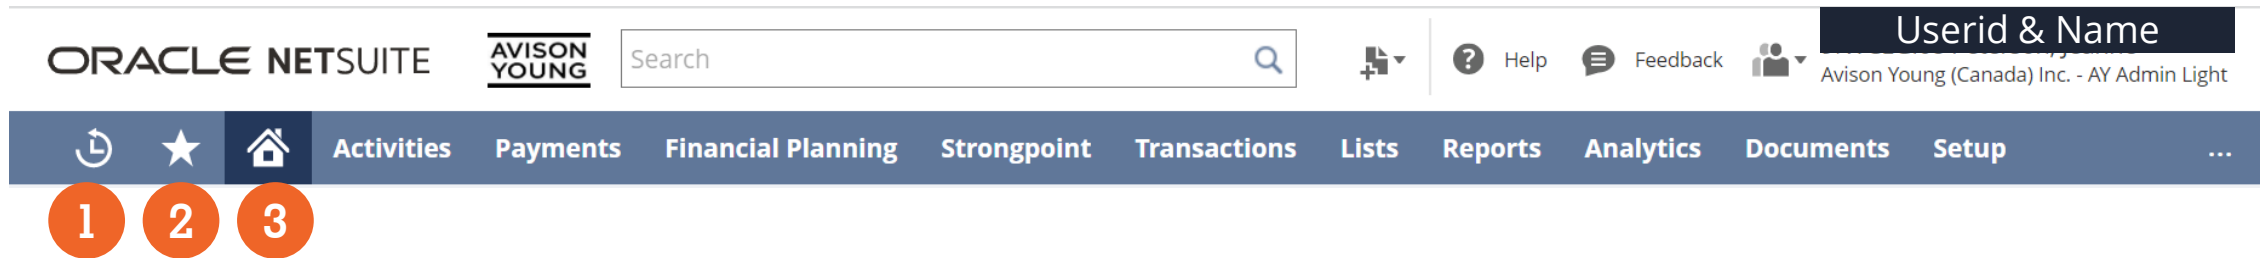 ORACLE NETSUITE
AVISON
YOUNG
Search
Help
Feedback
Userid & Name
Avison Young (Canada) Inc. - AY Admin Light
Activities
Payments
Financial Planning
Strongpoint
Transactions
Lists
Reports
Analytics
Documents
Setup
...
1
2
3